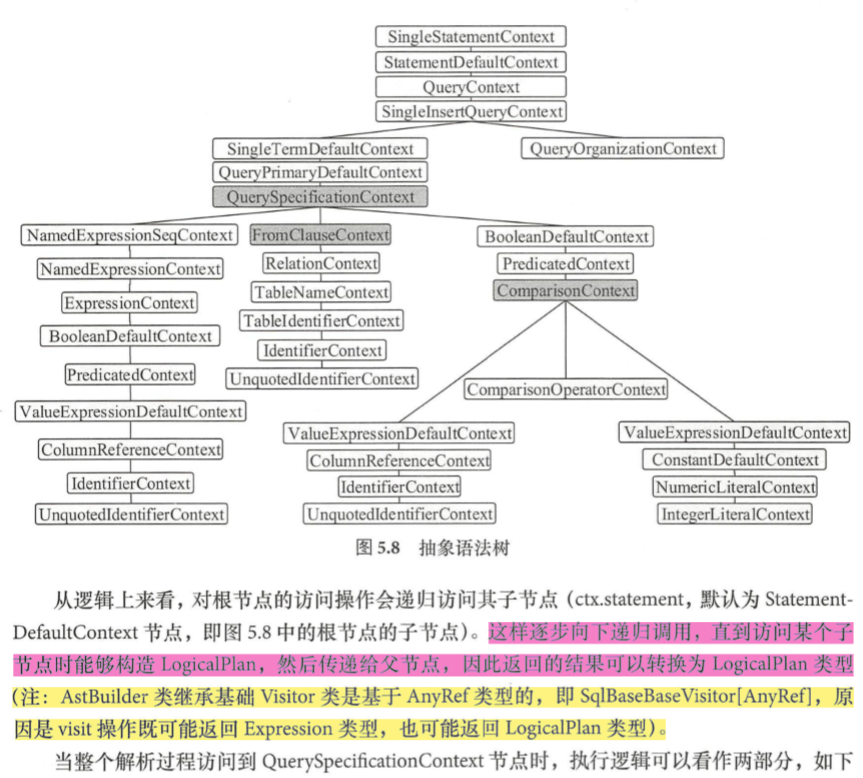 SingleStatementContext
StatementDefaultContext
QueryContext
SingleInsertQueryContext
SingleTermDefaultContext
QueryOrganizationContext
QueryPrimaryDefaultContext
QuerySpecificationContext
NamedExpressionSeqContext
FromClauseContext
BooleanDefaultContext
NamedExpressionContext
RelationContext
PredicatedContext
ExpressionContext
TableNameContext
ComparisonContext
BooleanDefaultContext
TableIdentifierContext
PredicatedContext
IdentifierContext
UnquotedIdentifierContext
ComparisonOperatorContext
ValueExpressionDefaultContext
ValueExpressionDefaultContext
ValueExpressionDefaultContext
ColumnReferenceContext
ColumnReferenceContext
ConstantDefaultContext
IdentifierContext
IdentifierContext
NumericLiteralContext
UnquotedIdentifierContext
UnquotedIdentifierContext
IntegerLiteralContext
图 5.8 抽象语法树
从逻辑上来看，对根节点的访问操作会递归访问其子节点（ctx.statement，默认为 Statement-
DefaultContext 节点，即图 5.8 中的根节点的子节点）。这样逐步向下递归调用，直到访问某个子
节点时能够构造 LogicalPlan，然后传递给父节点，因此返回的结果可以转换为 LogicalPlan 类型
（注：AstBuilder 类继承基础 Visitor 类是基于 AnyRef 类型的，即 SqlBaseBaseVisitor[AnyRef]，原
因是 visit 操作既可能返回 Expression 类型，也可能返回 LogicalPlan 类型）。
当整个解析过程访问到 QuerySpecificationContext 节点时，执行逻辑可以看作两部分，如下